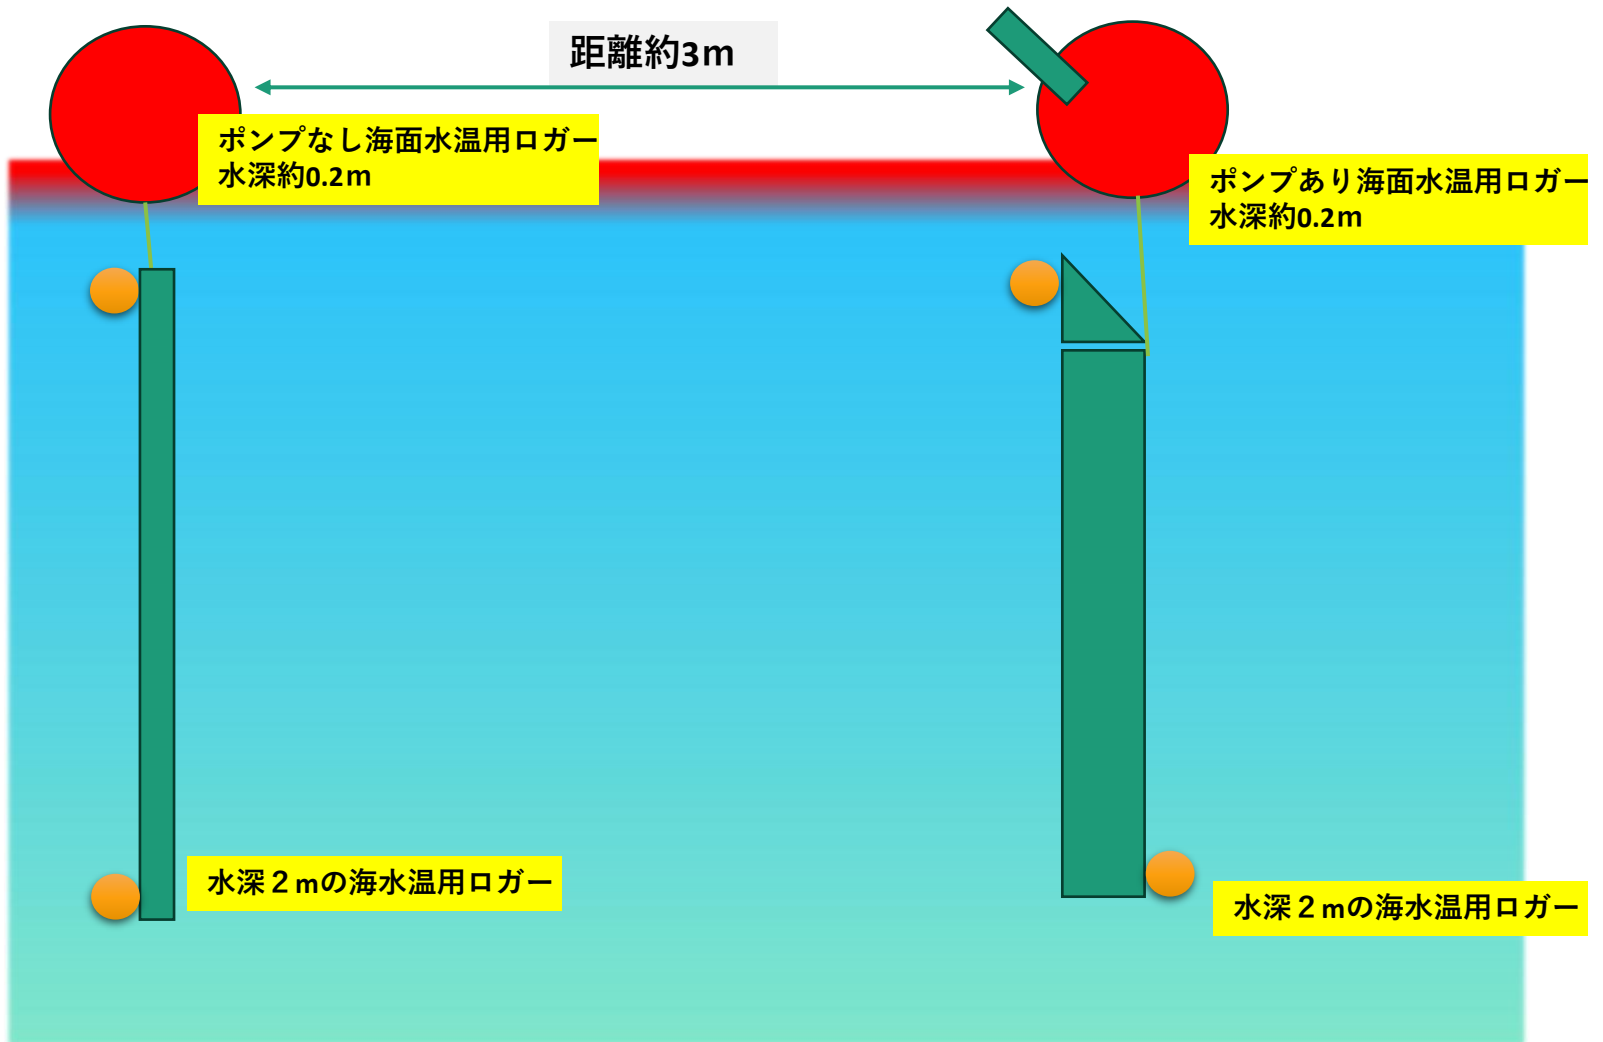 距離約3m
ポンプなし海面水温用ロガー
水深約0.2m
ポンプあり海面水温用ロガー
水深約0.2m
水深２mの海水温用ロガー
水深２mの海水温用ロガー